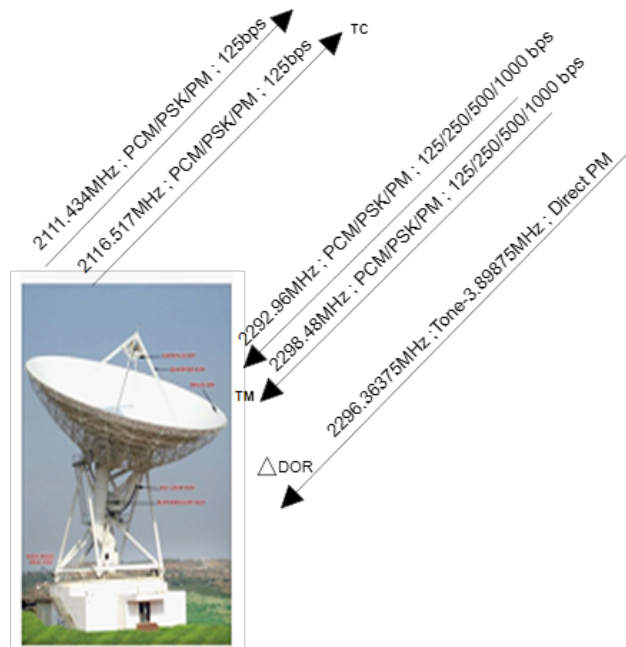 2111.434MHz ; PCM/PSK/PM ; 125bps
2116.517MHz ; PCM/PSK/PM ; 125bps
TC
2292.96MHz ; PCM/PSK/PM ; 125/250/500/1000 bps
2298.48MHz ; PCM/PSK/PM ; 125/250/500/1000 bps
2296.36375MHz ;Tone-3.89875MHz ; Direct PM
TM
△DOR